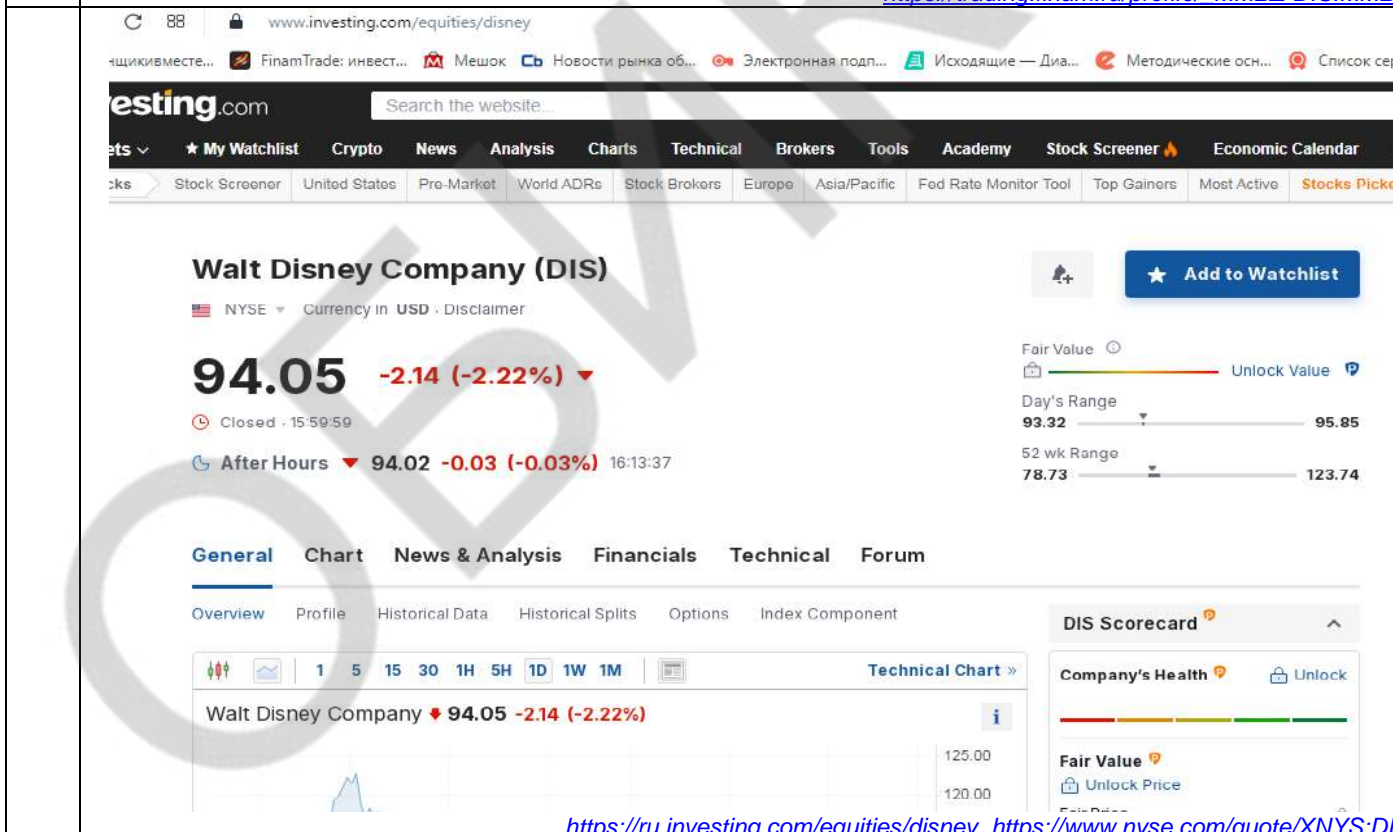 www.investing.com/equities/disney
нщикивместе... FinamTrade: инвест... Мешок Сь Новости рынка об... Электронная подп... Исходящие — Диа... Методические осн... Список сер
esting.com Search the website...
ets ★ My Watchlist Crypto News Analysis Charts Technical Brokers Tools Academy Stock Screener Economic Calendar
cks Stock Screener United States Pre-Market World ADRs Stock Brokers Europe Asia/Pacific Fed Rate Monitor Tool Top Gainers Most Active Stocks Picke
Walt Disney Company (DIS)
★ Add to Watchlist
NYSE Currency in USD · Disclaimer
94.05 -2.14 (-2.22%)
Closed · 15:59:59
After Hours 94.02 -0.03 (-0.03%) 16:13:37
Fair Value
Unlock Value
Day's Range
93.32 95.85
52 wk Range
78.73 123.74
General Chart News & Analysis Financials Technical Forum
Overview Profile Historical Data Historical Splits Options Index Component
1 5 15 30 1H 5H 1D 1W 1M Technical Chart »
Walt Disney Company 94.05 -2.14 (-2.22%)
i
125.00
120.00
DIS Scorecard
Company's Health Unlock
Fair Value
Unlock Price
https://ru.investing.com/equities/disney, https://www.nyse.com/quote/XNYS:DI